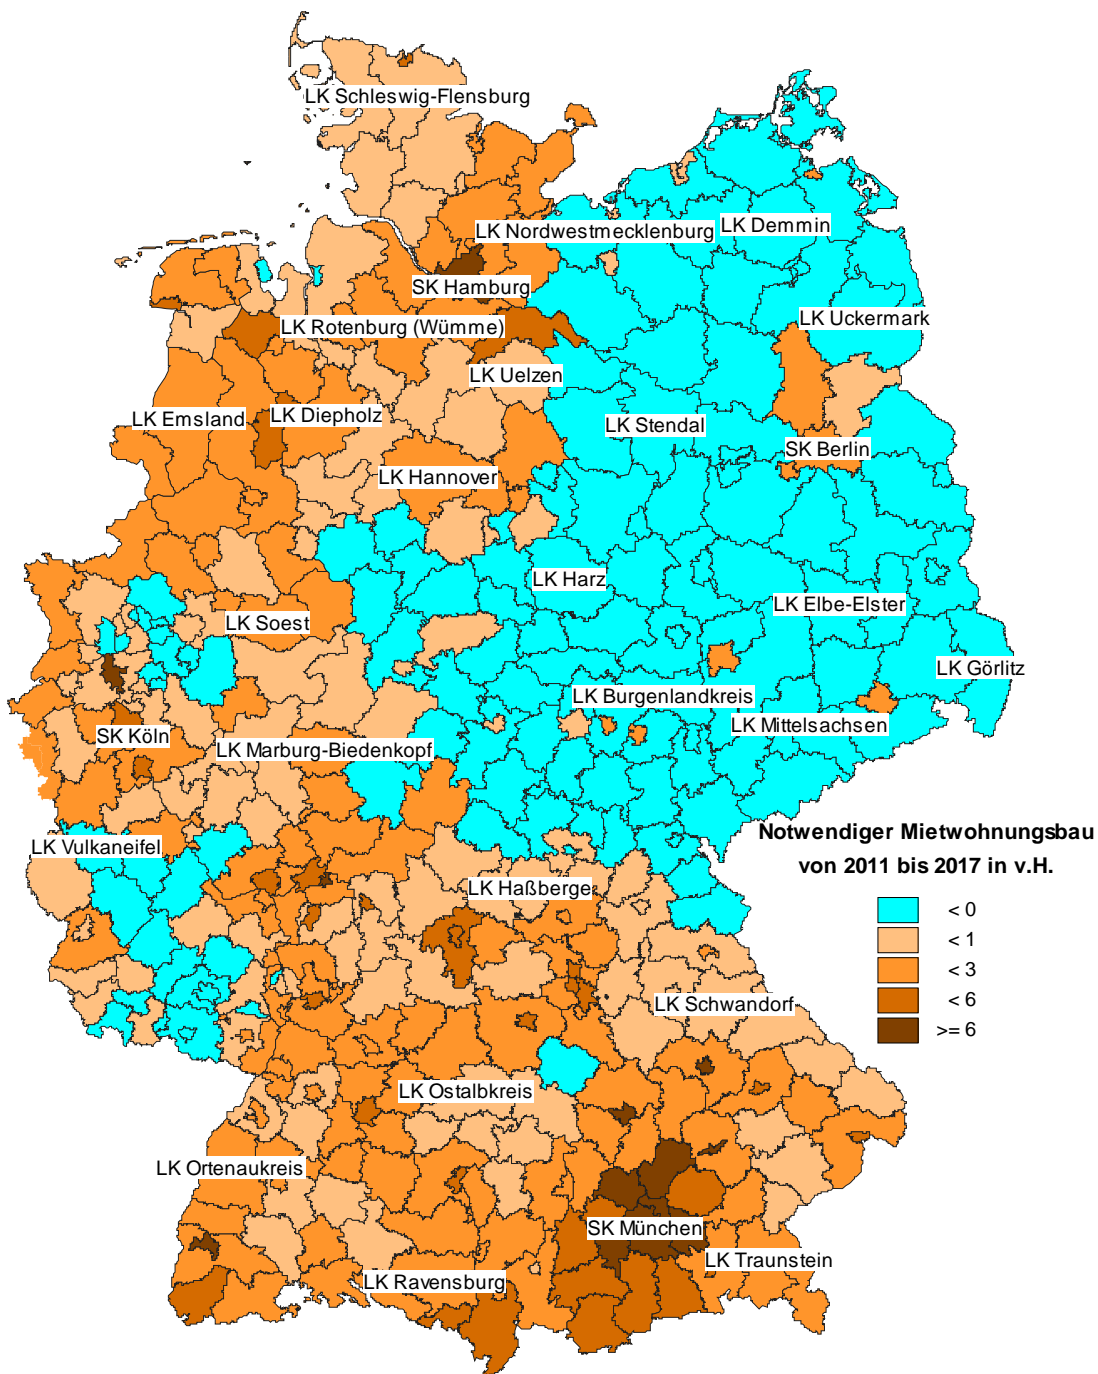 LK Schleswig-Flensburg
LK Nordwestmecklenburg
LK Demmin
SK Hamburg
LK Uckermark
LK Rotenburg (Wümme)
LK Uelzen
LK Emsland
LK Diepholz
LK Stendal
SK Berlin
LK Hannover
LK Harz
LK Elbe-Elster
LK Soest
LK Görlitz
LK Burgenlandkreis
LK Mittelsachsen
SK Köln
LK Marburg-Biedenkopf
LK Vulkaneifel
Notwendiger Mietwohnungsbau
von 2011 bis 2017 in v.H.
< 0
< 1
< 3
< 6
>= 6
LK Haßberge
LK Schwandorf
LK Ostalbkreis
LK Ortenaukreis
SK München
LK Traunstein
LK Ravensburg